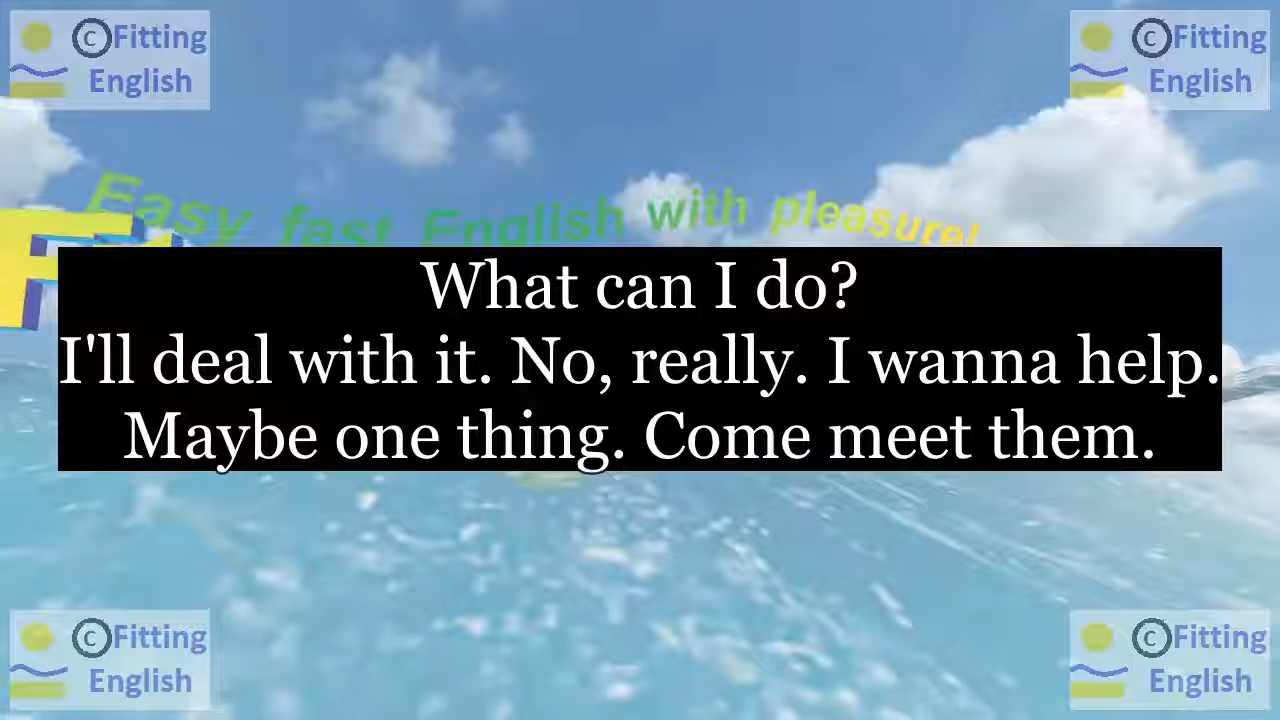 ©Fitting
English
©Fitting
English
Easy fast English with pleasure!
F
What can I do?
I'll deal with it. No, really. I wanna help.
Maybe one thing. Come meet them.
©Fitting
English
©Fitting
English